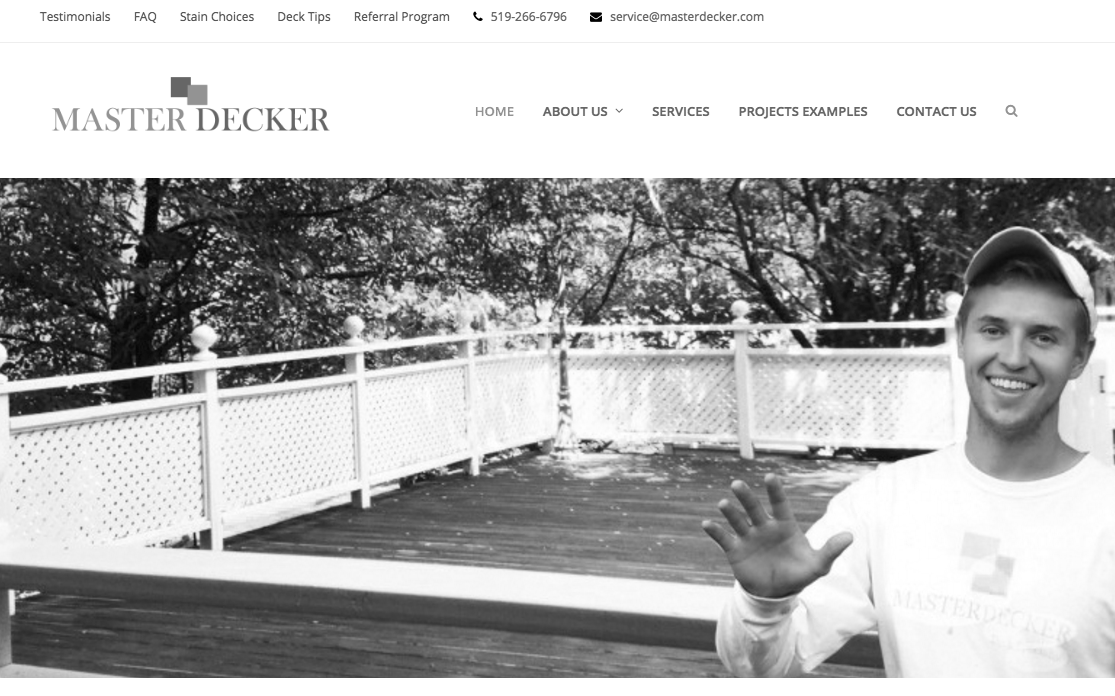 Testimonials FAQ Stain Choices Deck Tips Referral Program 519-266-6796 service@masterdecker.com
MASTER DECKER
HOME ABOUT US SERVICES PROJECTS EXAMPLES CONTACT US
MASTERDECKER